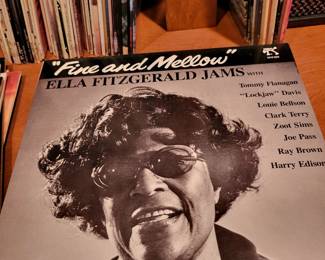 "Fine and Mellow"
ELLA FITZGERALD JAMS WITH
Tommy Flanagan
"Lockjaw" Davis
Louie Bellson
Clark Terry
Zoot Sims
Joe Pass
Ray Brown
Harry Edison